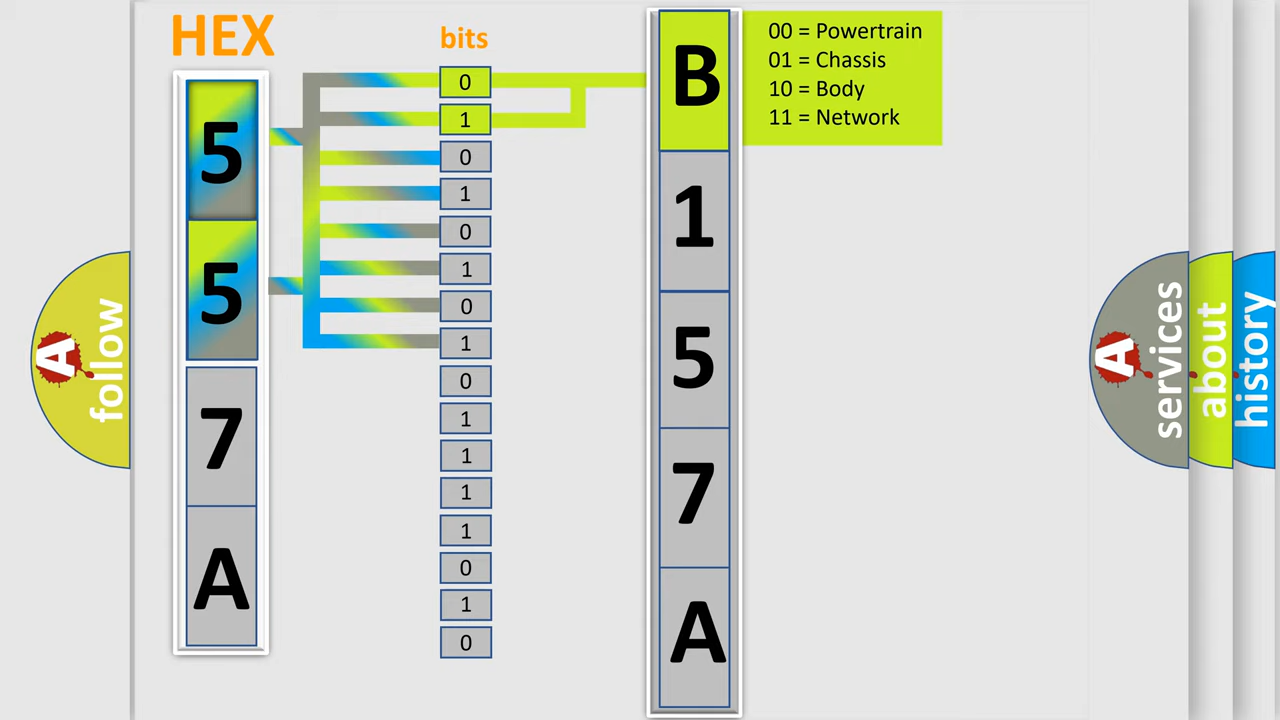 HEX
5
5
7
A
bits
0
1
0
1
0
1
0
1
0
1
1
1
1
0
1
0
B
1
5
7
A
00 = Powertrain
01 = Chassis
10 = Body
11 = Network
A
follow
A
services
about
history